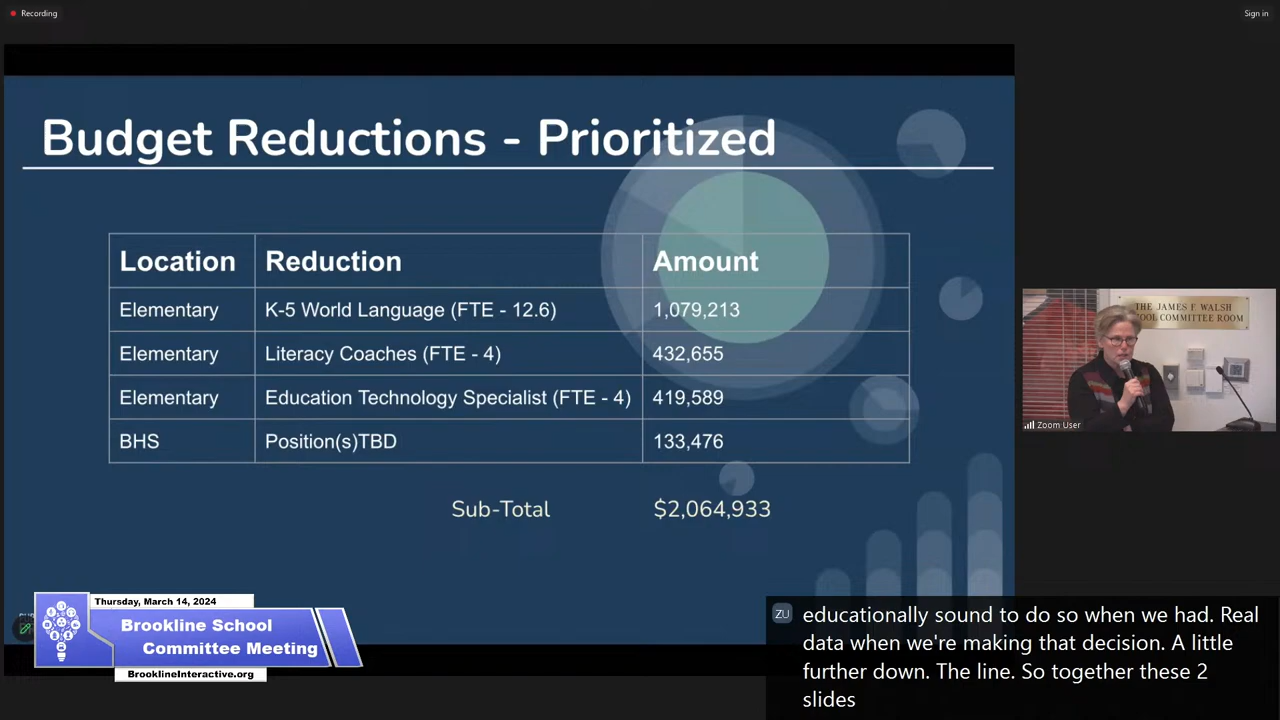 Recording
Sign in
Budget Reductions - Prioritized
Location Reduction Amount
Elementary K-5 World Language (FTE - 12.6) 1,079,213
Elementary Literacy Coaches (FTE - 4) 432,655
Elementary Education Technology Specialist (FTE - 4) 419,589
BHS Position(s)TBD 133,476
Sub-Total $2,064,933
THE JAMES F. WALSH
SCHOOL COMMITTEE ROOM
Zoom User
Thursday, March 14, 2024
Brookline School
Committee Meeting
BrooklineInteractive.org
ZU
educationally sound to do so when we had. Real
data when we're making that decision. A little
further down. The line. So together these 2
slides